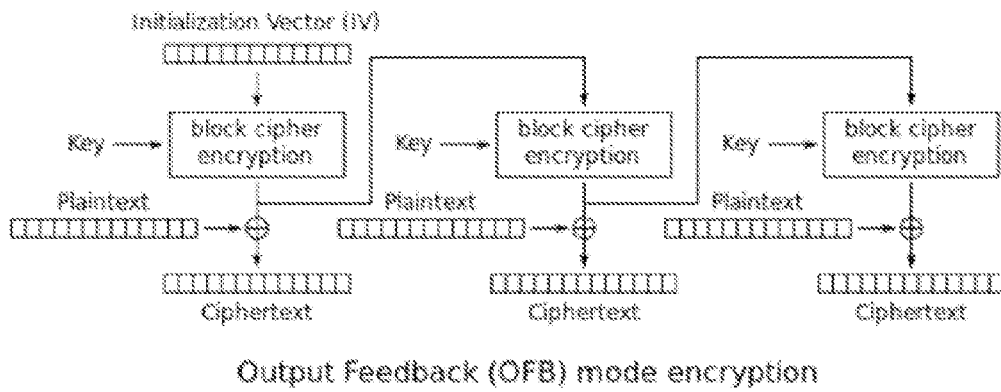 Initialization Vector (IV)
Key
block cipher
encryption
Key
block cipher
encryption
Key
block cipher
encryption
Plaintext
Plaintext
Plaintext
Ciphertext
Ciphertext
Ciphertext
Output Feedback (OFB) mode encryption